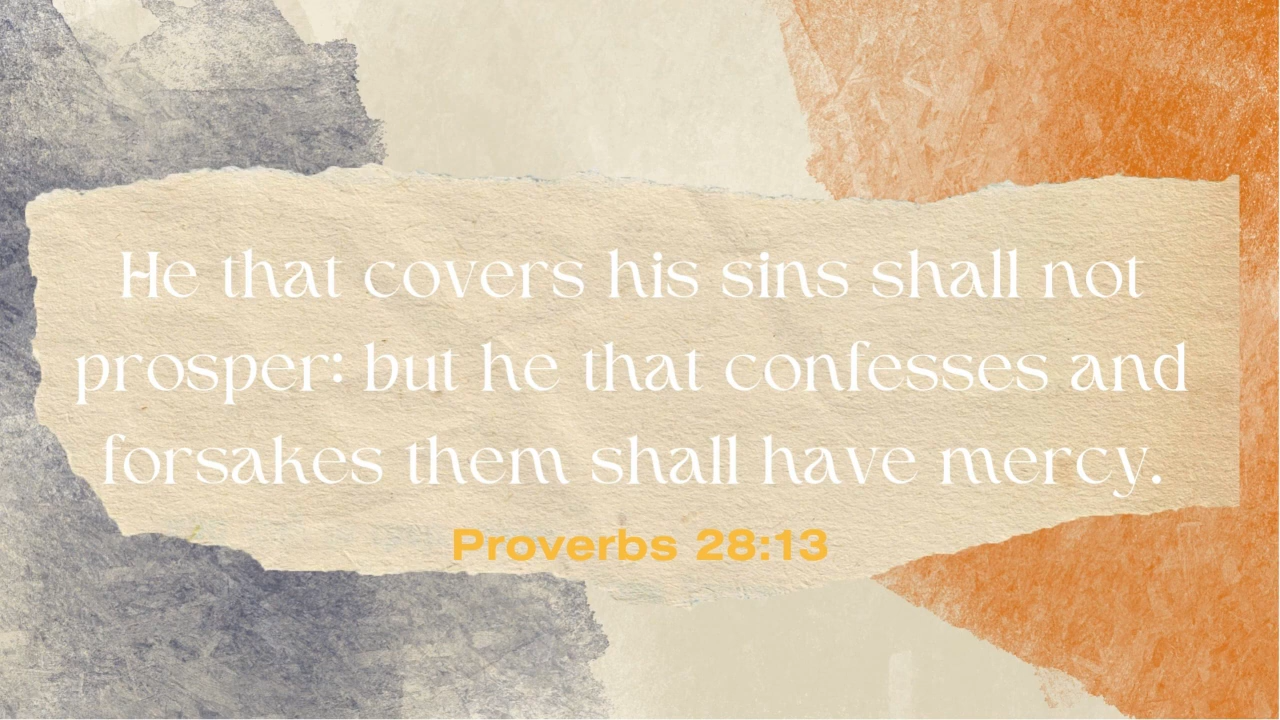 He that covers his sins shall not
prosper: but he that confesses and
forsakes them shall have mercy.
Proverbs 28:13